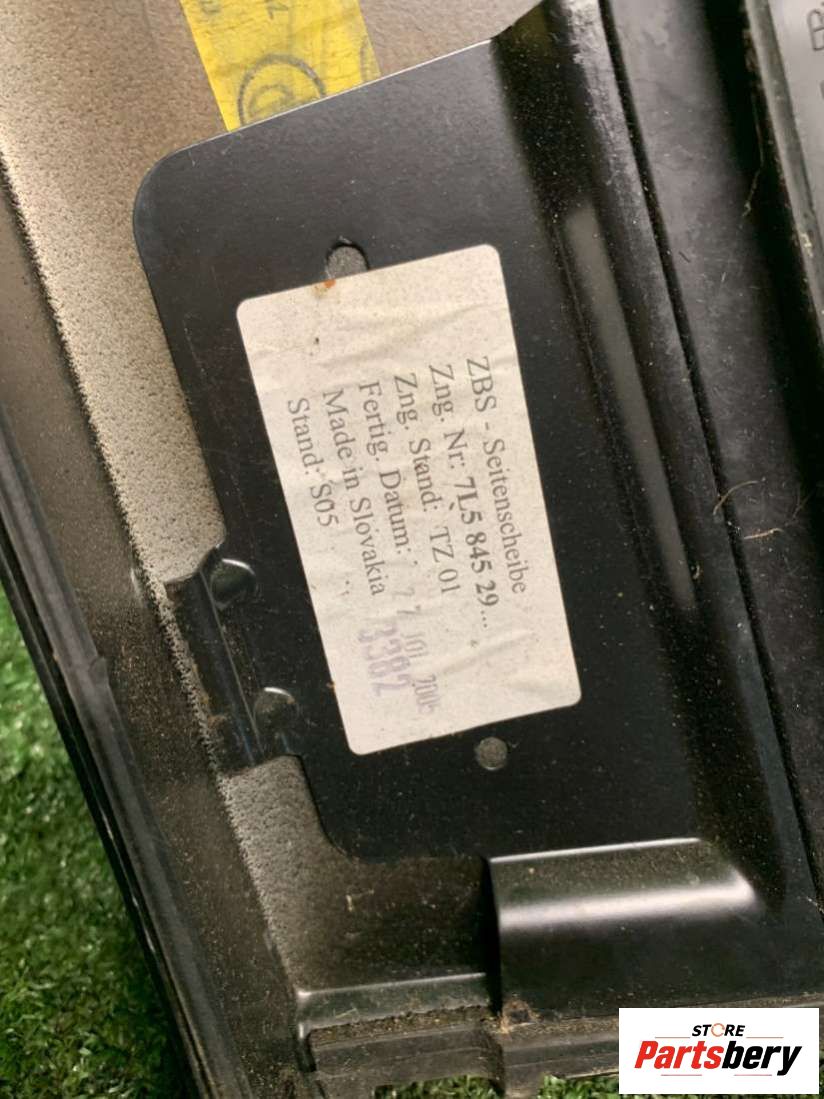 ZBS - Seitenscheibe
Zng. Nr: 7L5 845 29...
Zng. Stand: TZ 01
Fertig. Datum:
Made in Slovakia
Stand: S05
3382
STORE
Partsbery